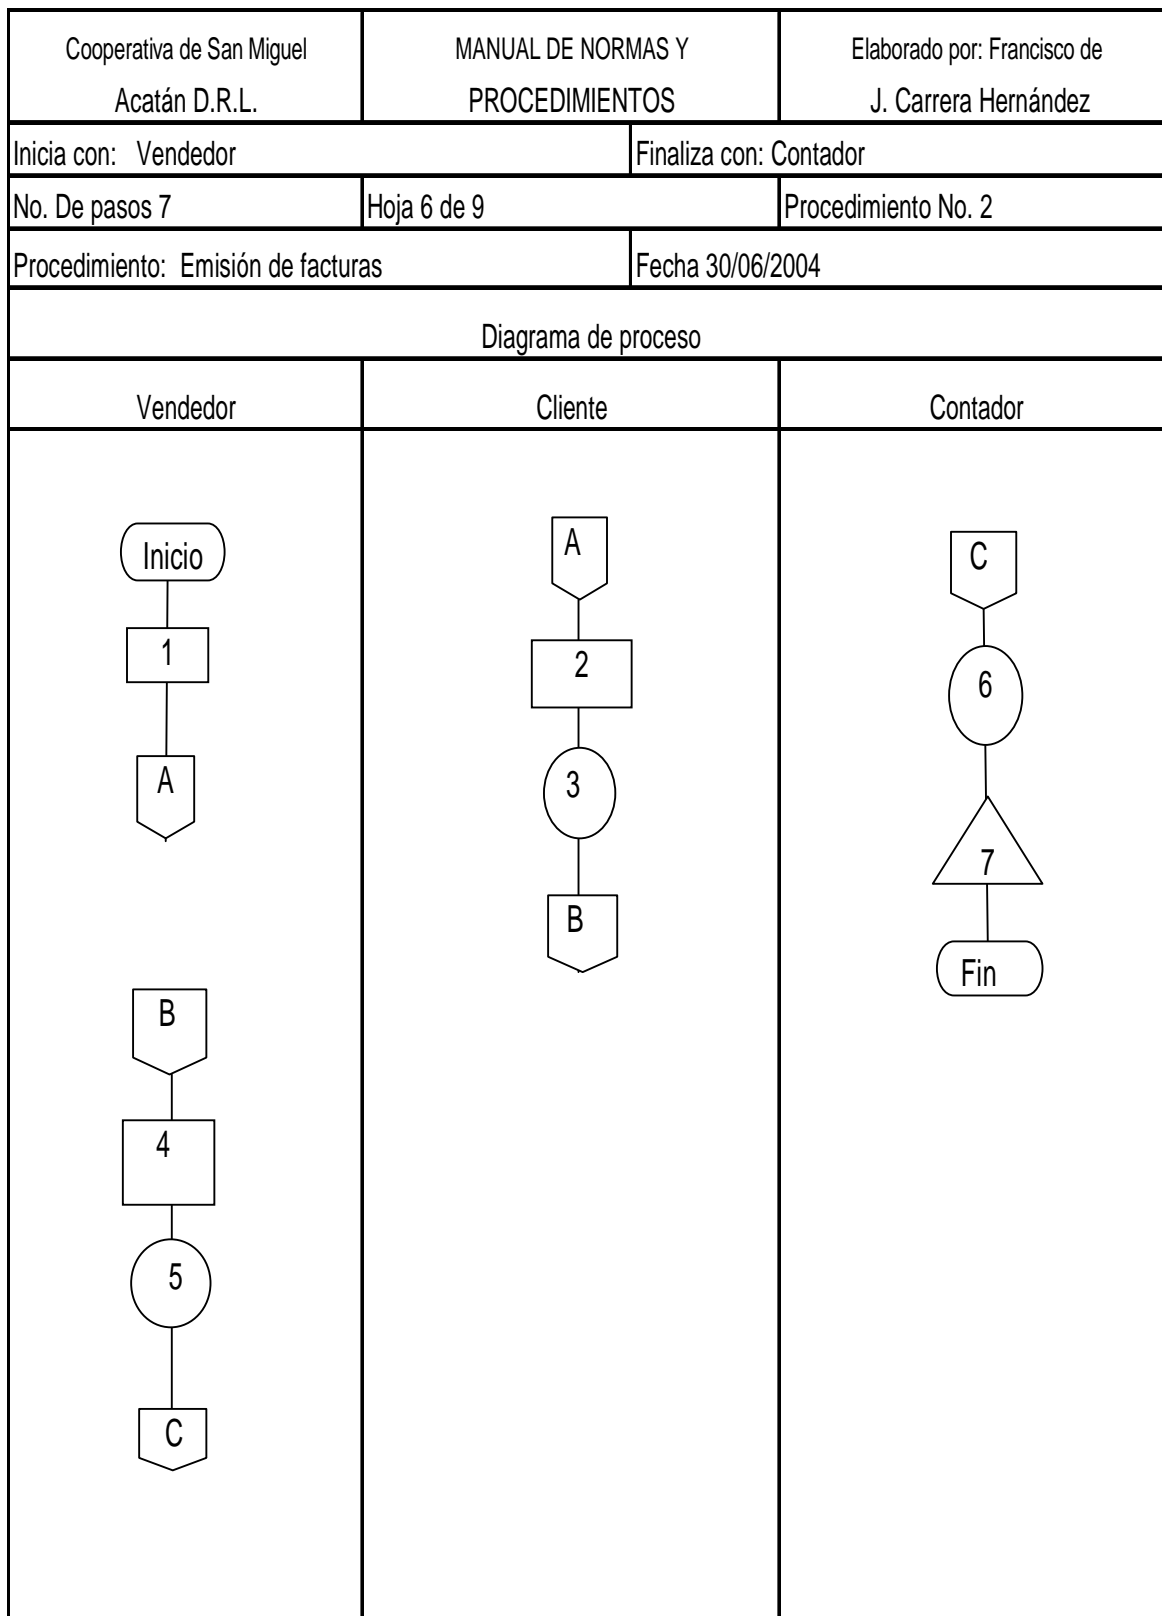 Cooperativa de San Miguel
Acatán D.R.L.
MANUAL DE NORMAS Y
PROCEDIMIENTOS
Elaborado por: Francisco de
J. Carrera Hernández
Inicia con: Vendedor
Finaliza con: Contador
No. De pasos 7
Hoja 6 de 9
Procedimiento No. 2
Procedimiento: Emisión de facturas
Fecha 30/06/2004
Diagrama de proceso
Vendedor
Cliente
Contador
Inicio
1
A
B
4
5
C
A
2
3
B
C
6
7
Fin